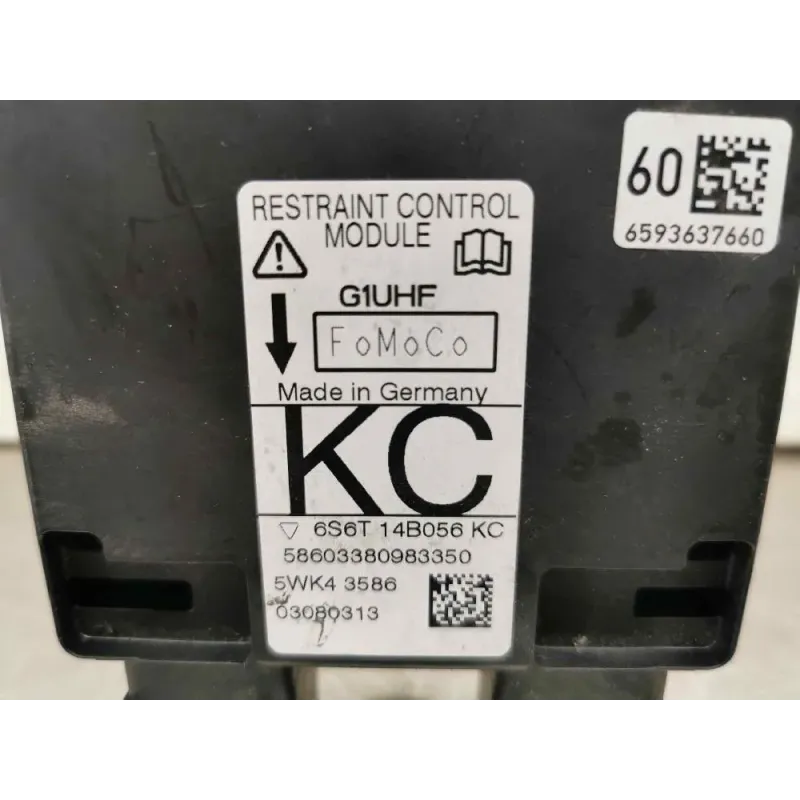 60
6593637660
RESTRAINT CONTROL
MODULE
G1UHF
FoMoCo
Made in Germany
KC
6S6T 14B056 KC
58603380983350
5WK4 3586
03080313